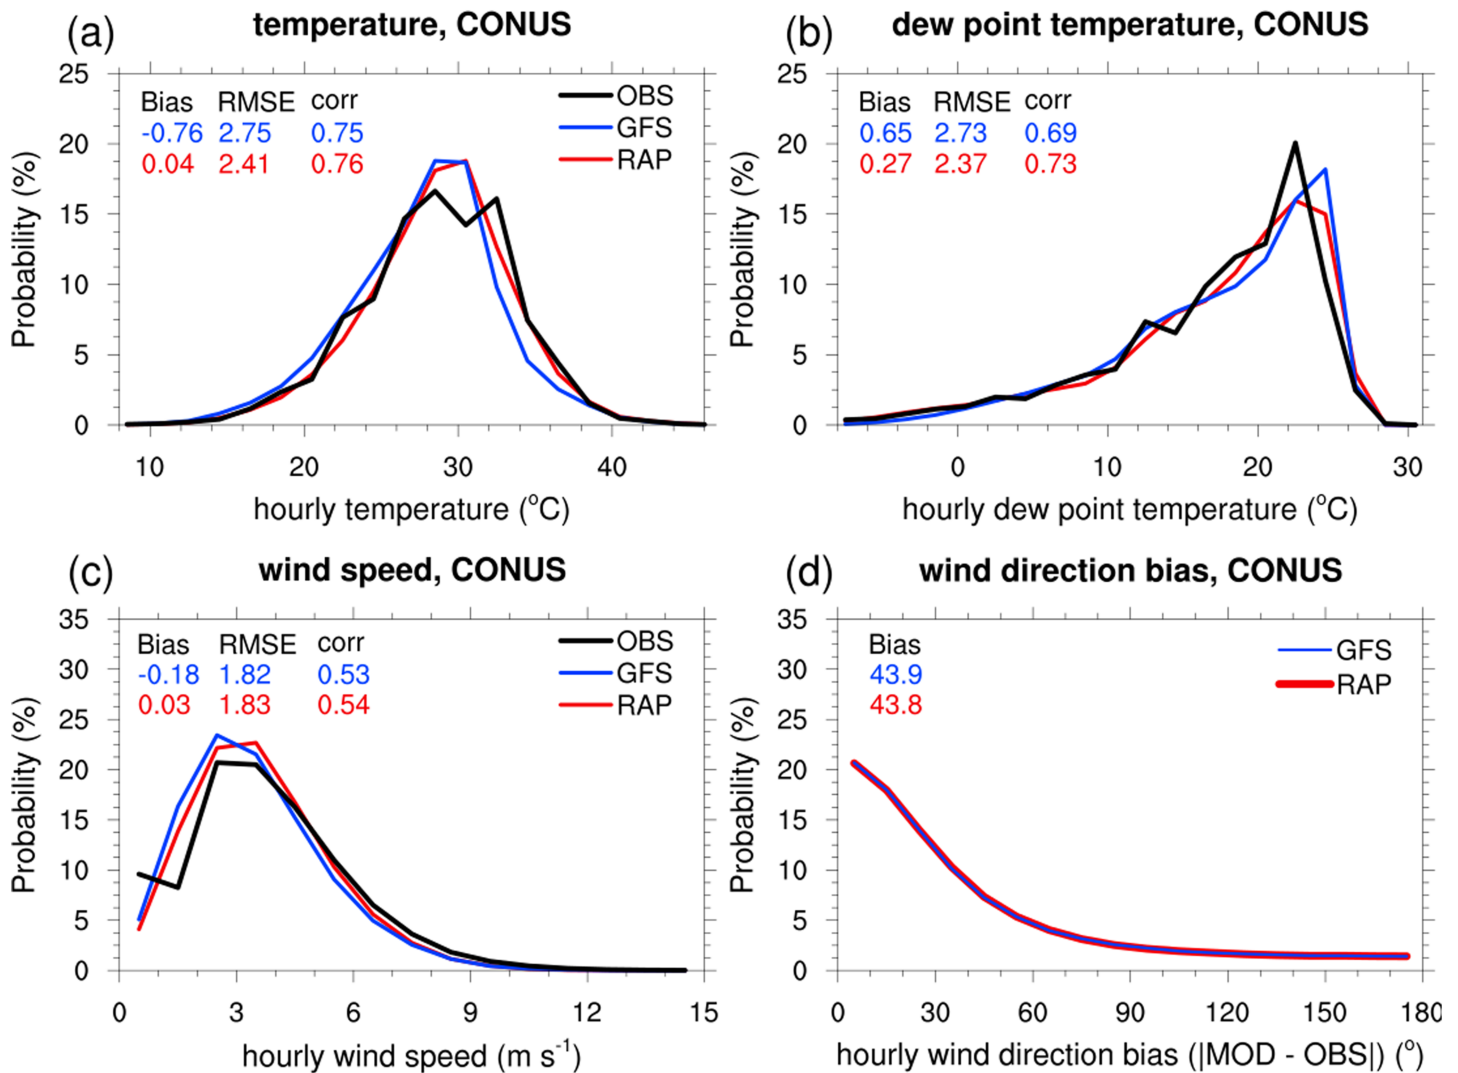 (a) temperature, CONUS
Bias RMSE corr
-0.76 2.75 0.75
0.04 2.41 0.76
OBS
GFS
RAP
25
20
15
10
5
0
Probability (%)
10 20 30 40
hourly temperature (°C)
(b) dew point temperature, CONUS
Bias RMSE corr
0.65 2.73 0.69
0.27 2.37 0.73
25
20
15
10
5
0
Probability (%)
0 10 20 30
hourly dew point temperature (°C)
(c) wind speed, CONUS
Bias RMSE corr
-0.18 1.82 0.53
0.03 1.83 0.54
OBS
GFS
RAP
35
30
25
20
15
10
5
0
Probability (%)
0 3 6 9 12 15
hourly wind speed (m s⁻¹)
(d) wind direction bias, CONUS
Bias
43.9
43.8
GFS
RAP
35
30
25
20
15
10
5
0
Probability (%)
0 30 60 90 120 150 180
hourly wind direction bias (|MOD - OBS|) (°)